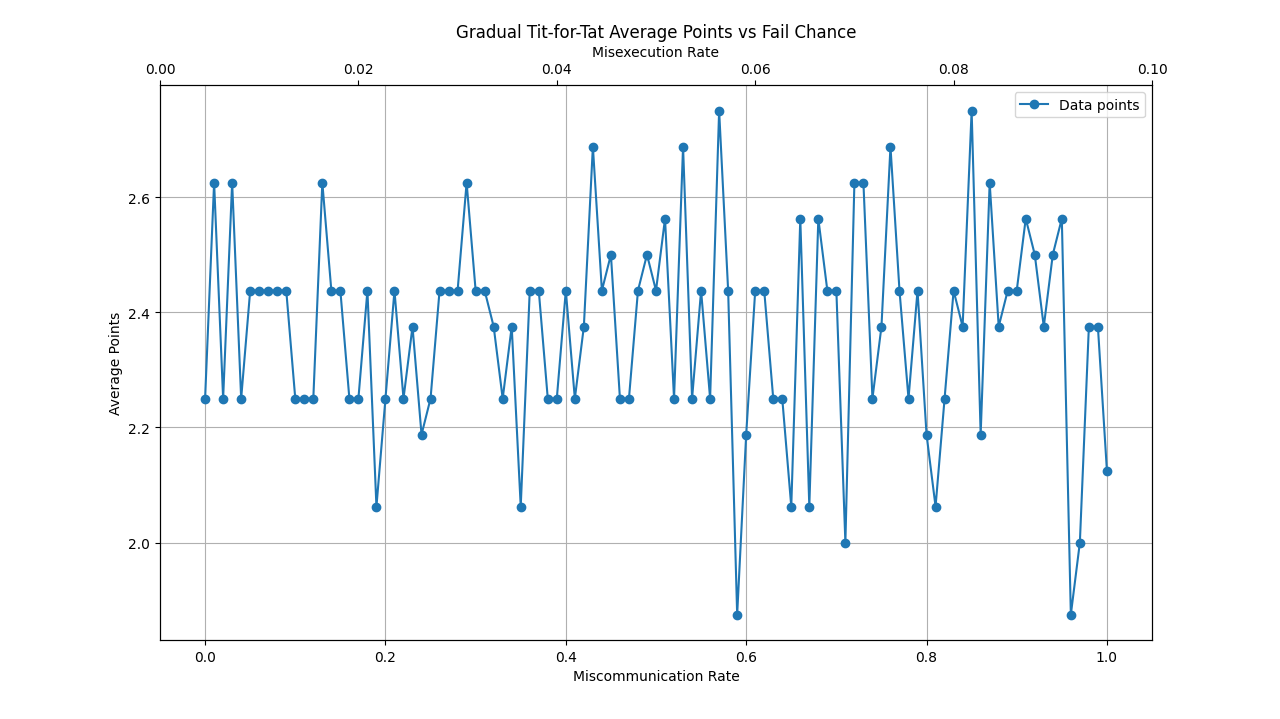 Gradual Tit-for-Tat Average Points vs Fail Chance
Misexecution Rate
0.00 0.02 0.04 0.06 0.08 0.10
Data points
2.6
2.4
2.2
2.0
Average Points
0.0 0.2 0.4 0.6 0.8 1.0
Miscommunication Rate